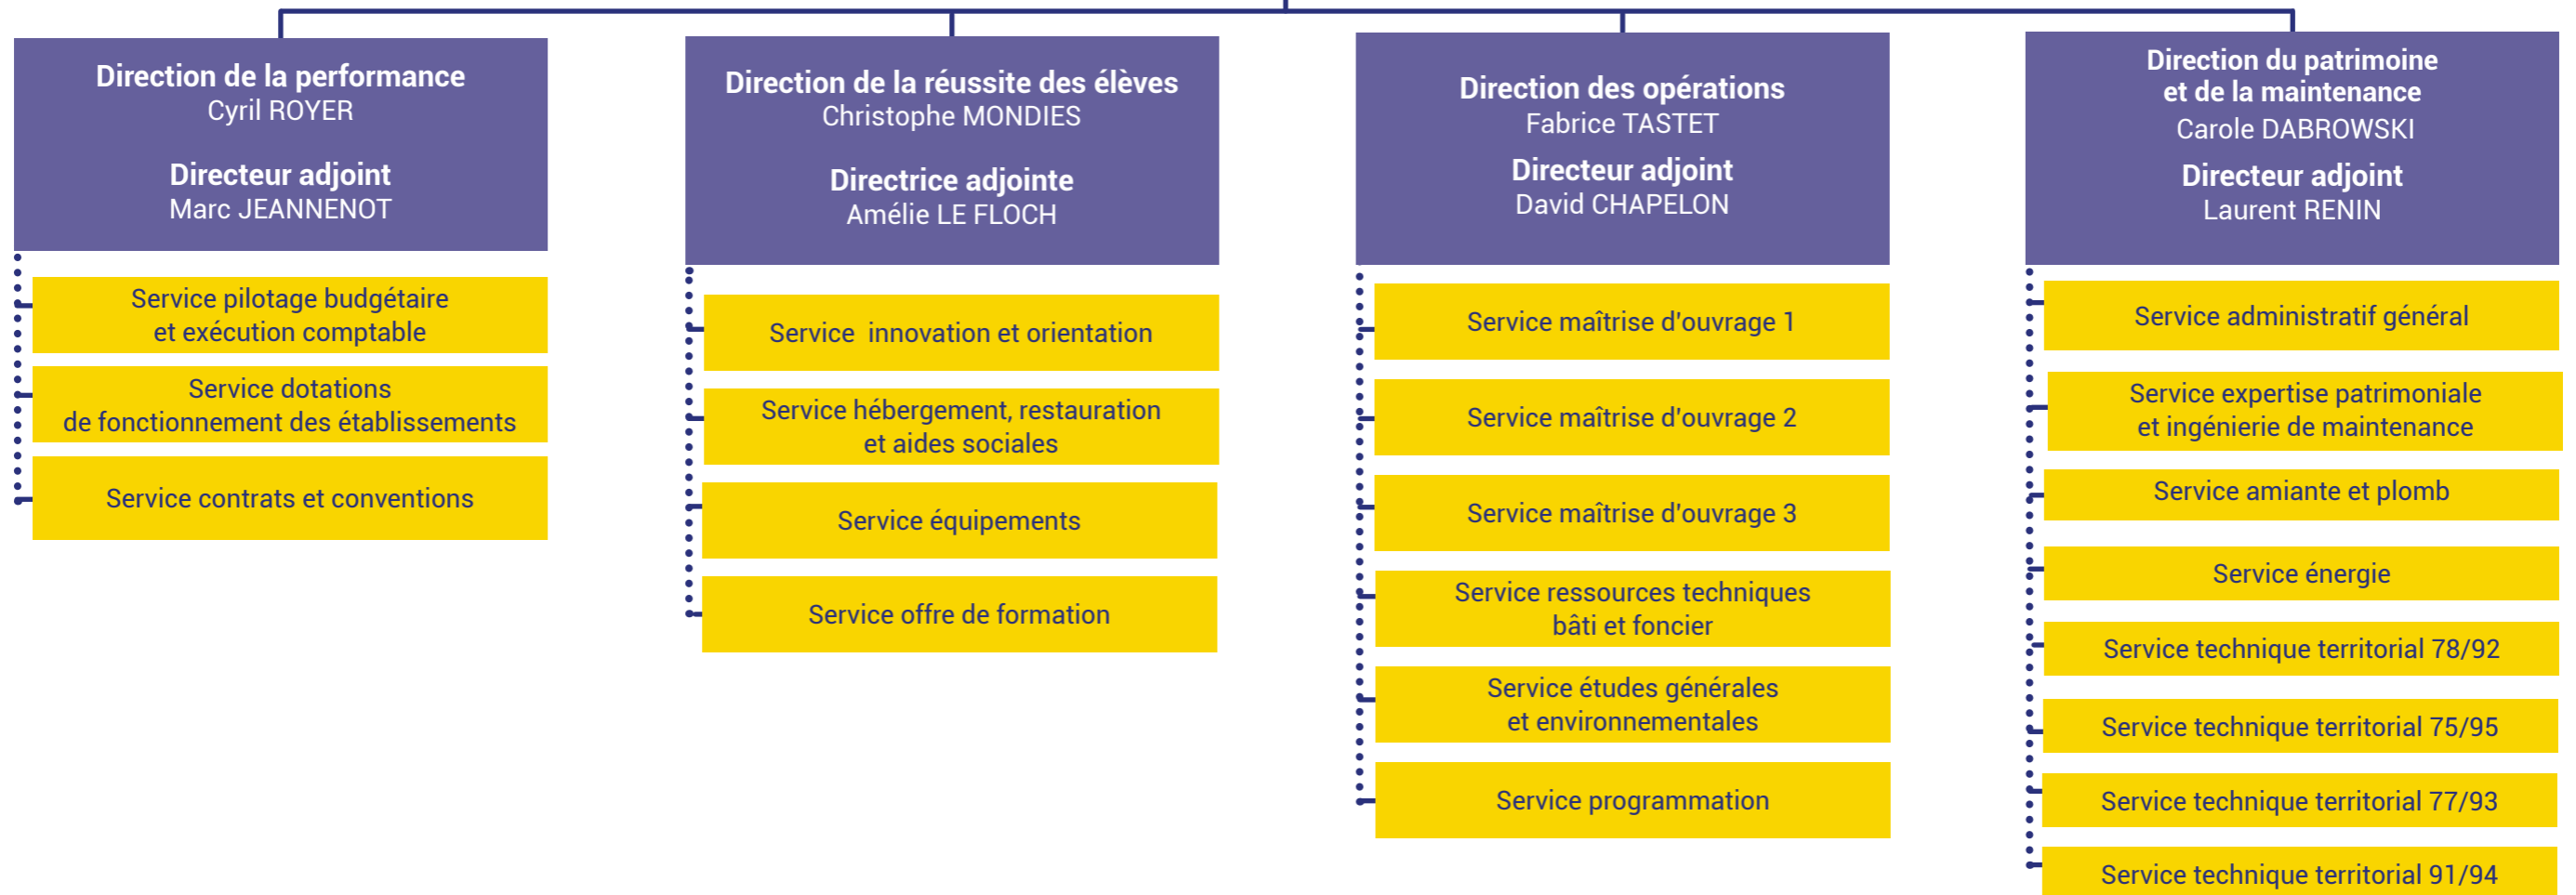 Direction de la performance
Cyril ROYER
Directeur adjoint
Marc JEANNENOT
Service pilotage budgétaire
et exécution comptable
Service dotations
de fonctionnement des établissements
Service contrats et conventions
Direction de la réussite des élèves
Christophe MONDIES
Directrice adjointe
Amélie LE FLOCH
Service innovation et orientation
Service hébergement, restauration
et aides sociales
Service équipements
Service offre de formation
Direction des opérations
Fabrice TASTET
Directeur adjoint
David CHAPELON
Service maîtrise d'ouvrage 1
Service maîtrise d'ouvrage 2
Service maîtrise d'ouvrage 3
Service ressources techniques
bâti et foncier
Service études générales
et environnementales
Service programmation
Direction du patrimoine
et de la maintenance
Carole DABROWSKI
Directeur adjoint
Laurent RENIN
Service administratif général
Service expertise patrimoniale
et ingénierie de maintenance
Service amiante et plomb
Service énergie
Service technique territorial 78/92
Service technique territorial 75/95
Service technique territorial 77/93
Service technique territorial 91/94